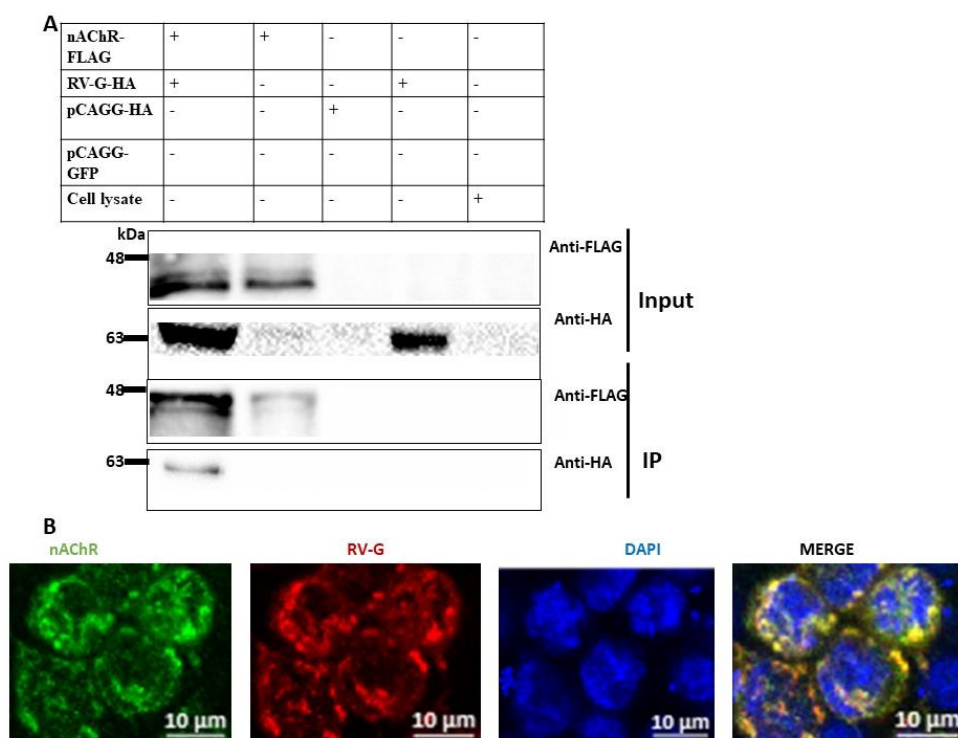 A
nAChR-
FLAG + + - - -
RV-G-HA + - - + -
pCAGG-HA - - + - -
pCAGG-
GFP - - - - -
Cell lysate - - - - +
kDa
48 Anti-FLAG
Input
63 Anti-HA
48 Anti-FLAG
IP
63 Anti-HA
B
nAChR RV-G DAPI MERGE
10 µm 10 µm 10 µm 10 µm